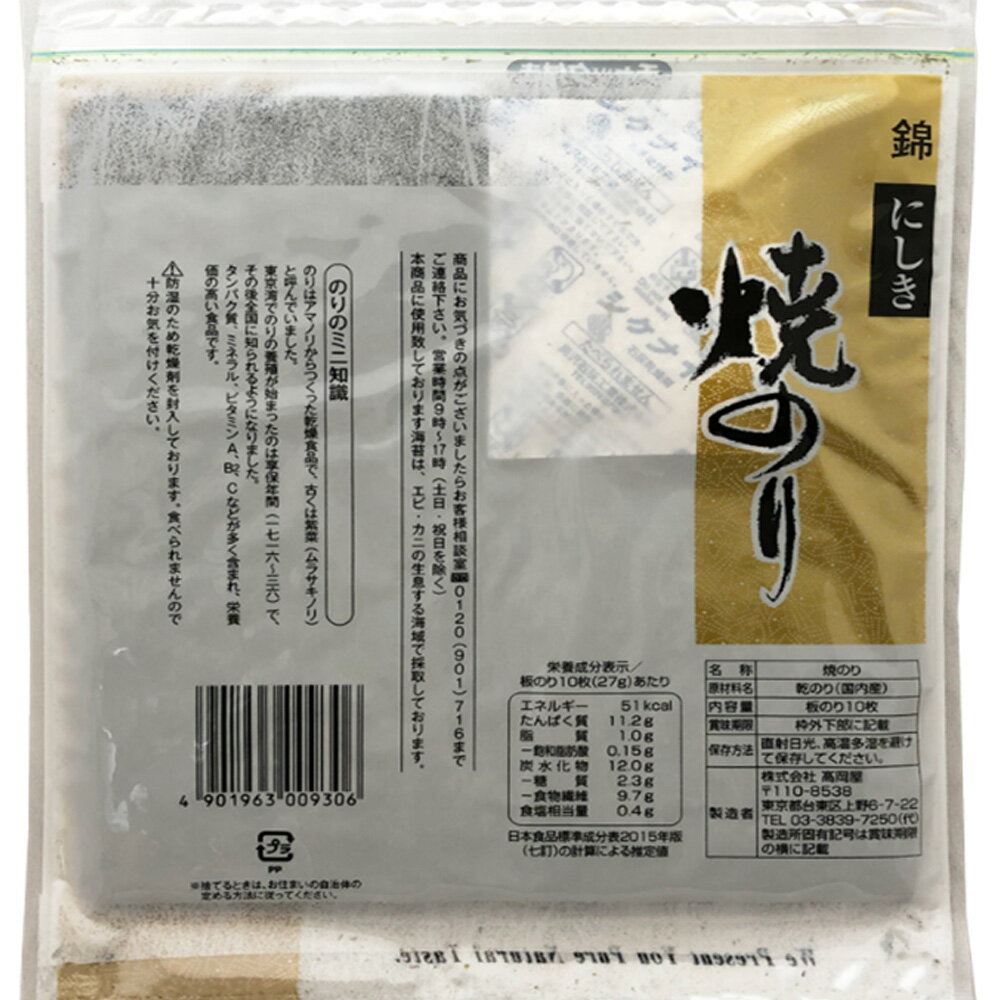 錦
にしき
焼のり
商品にお気づきの点がございましたらお客様相談室 0120(901)716まで
ご連絡下さい。営業時間9時〜17時(土日・祝日を除く)
本商品に使用致しております海苔は、エビ・カニの生息する海域で採取しております。
のりのミニ知識
のりはアマノリからつくった乾燥食品で、古くは紫菜(ムラサキノリ)
と呼んでいました。
東京湾でのりの養殖が始まったのは享保年間(一七一六〜三六)で、
その後全国に知られるようになりました。
タンパク質、ミネラル、ビタミンA、B2、Cなどが多く含まれ、栄養
価の高い食品です。
⚠防湿のため乾燥剤を封入しております。食べられませんので
十分お気を付けください。
栄養成分表示/
板のり10枚(27g)あたり
エネルギー 51kcal
たんぱく質 11.2g
脂質 1.0g
−飽和脂肪酸 0.15g
炭水化物 12.0g
−糖質 2.3g
−食物繊維 9.7g
食塩相当量 0.4g
日本食品標準成分表2015年版
(七訂)の計算による推定値
名称 焼のり
原材料名 乾のり(国内産)
内容量 板のり10枚
賞味期限 枠外下部に記載
保存方法 直射日光、高温多湿を避け
て保存してください。
製造者 株式会社 高岡屋
〒110-8538
東京都台東区上野6-7-22
TEL 03-3839-7250(代)
製造所固有記号は賞味期限
の横に記載
4 901963 009306
プラ
PP
※捨てるときは、お住まいの自治体の
定める方法に従ってください。
We Present You Pure Natural Taste.